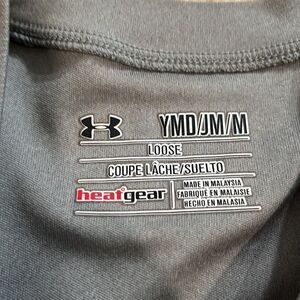 YMD/JM/M
LOOSE
COUPE LÂCHE/SUELTO
heatgear
MADE IN MALAYSIA
FABRIQUÉ EN MALAISIE
HECHO EN MALASIA